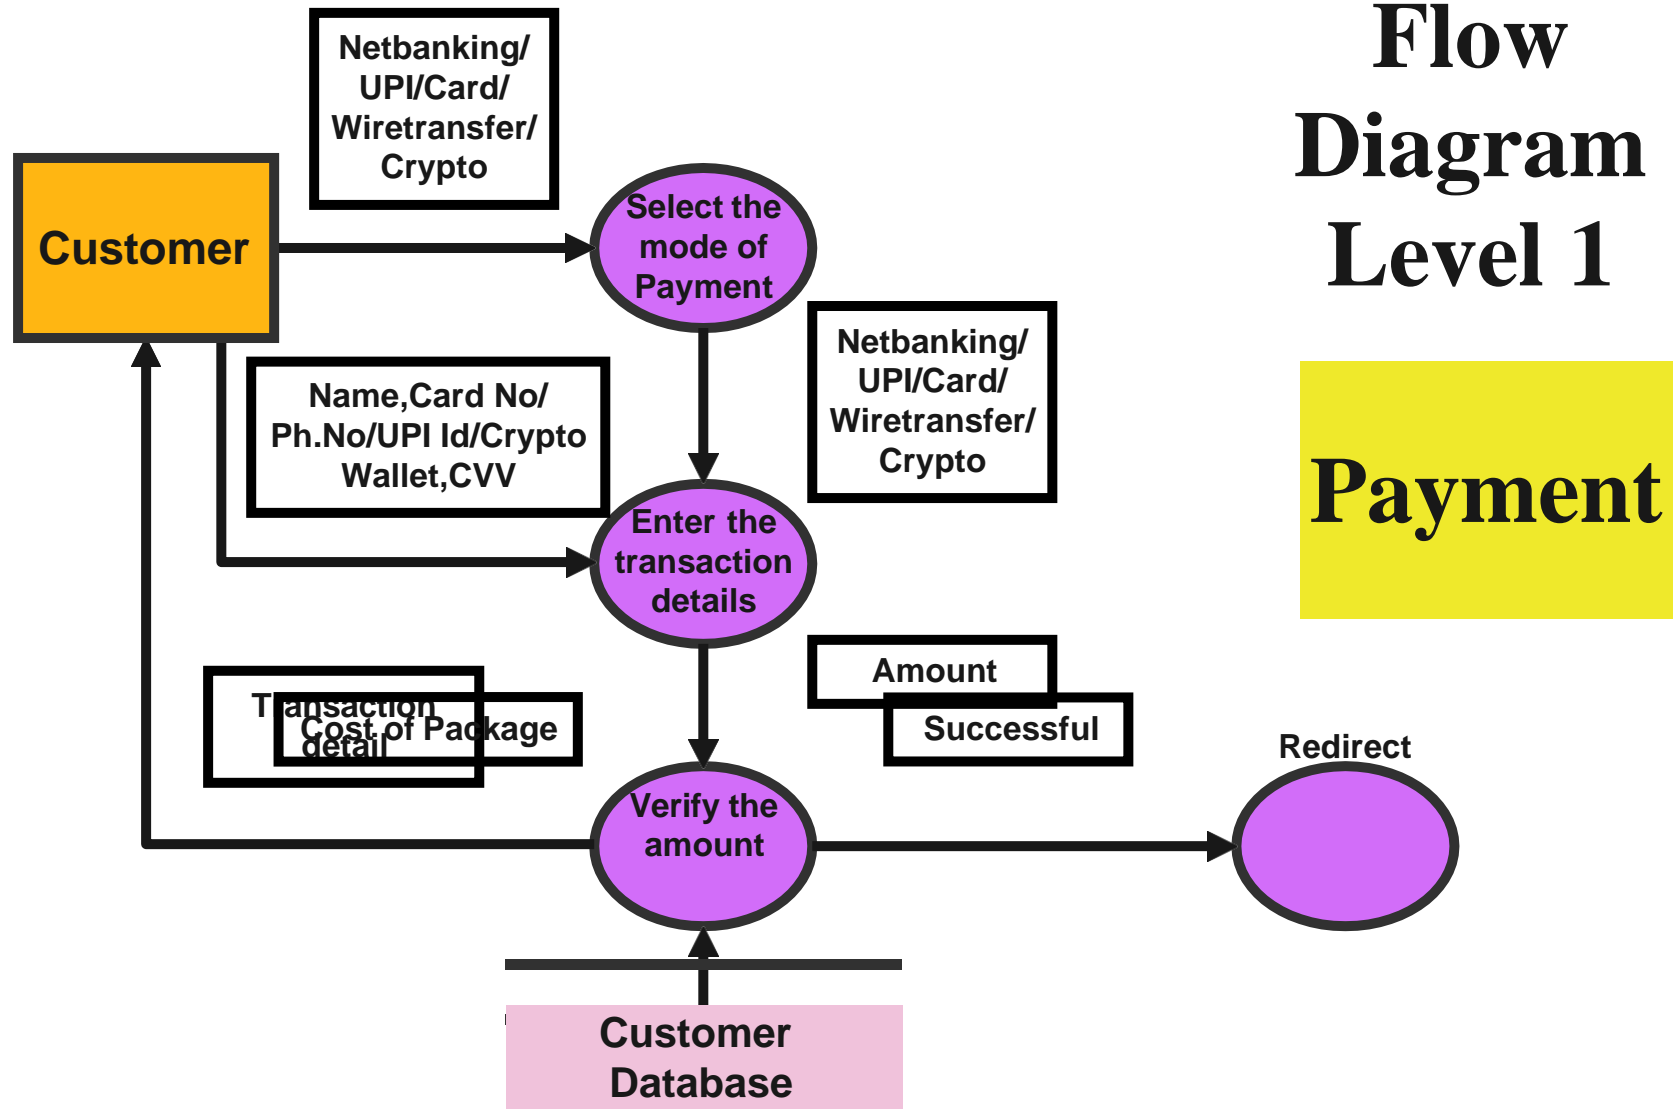 Flow
Diagram
Level 1
Payment
Netbanking/
UPI/Card/
Wiretransfer/
Crypto
Customer
Select the
mode of
Payment
Netbanking/
UPI/Card/
Wiretransfer/
Crypto
Name,Card No/
Ph.No/UPI Id/Crypto
Wallet,CVV
Enter the
transaction
details
Amount
Transaction
detail
Cost of Package
Successful
Redirect
Verify the
amount
Customer
Database